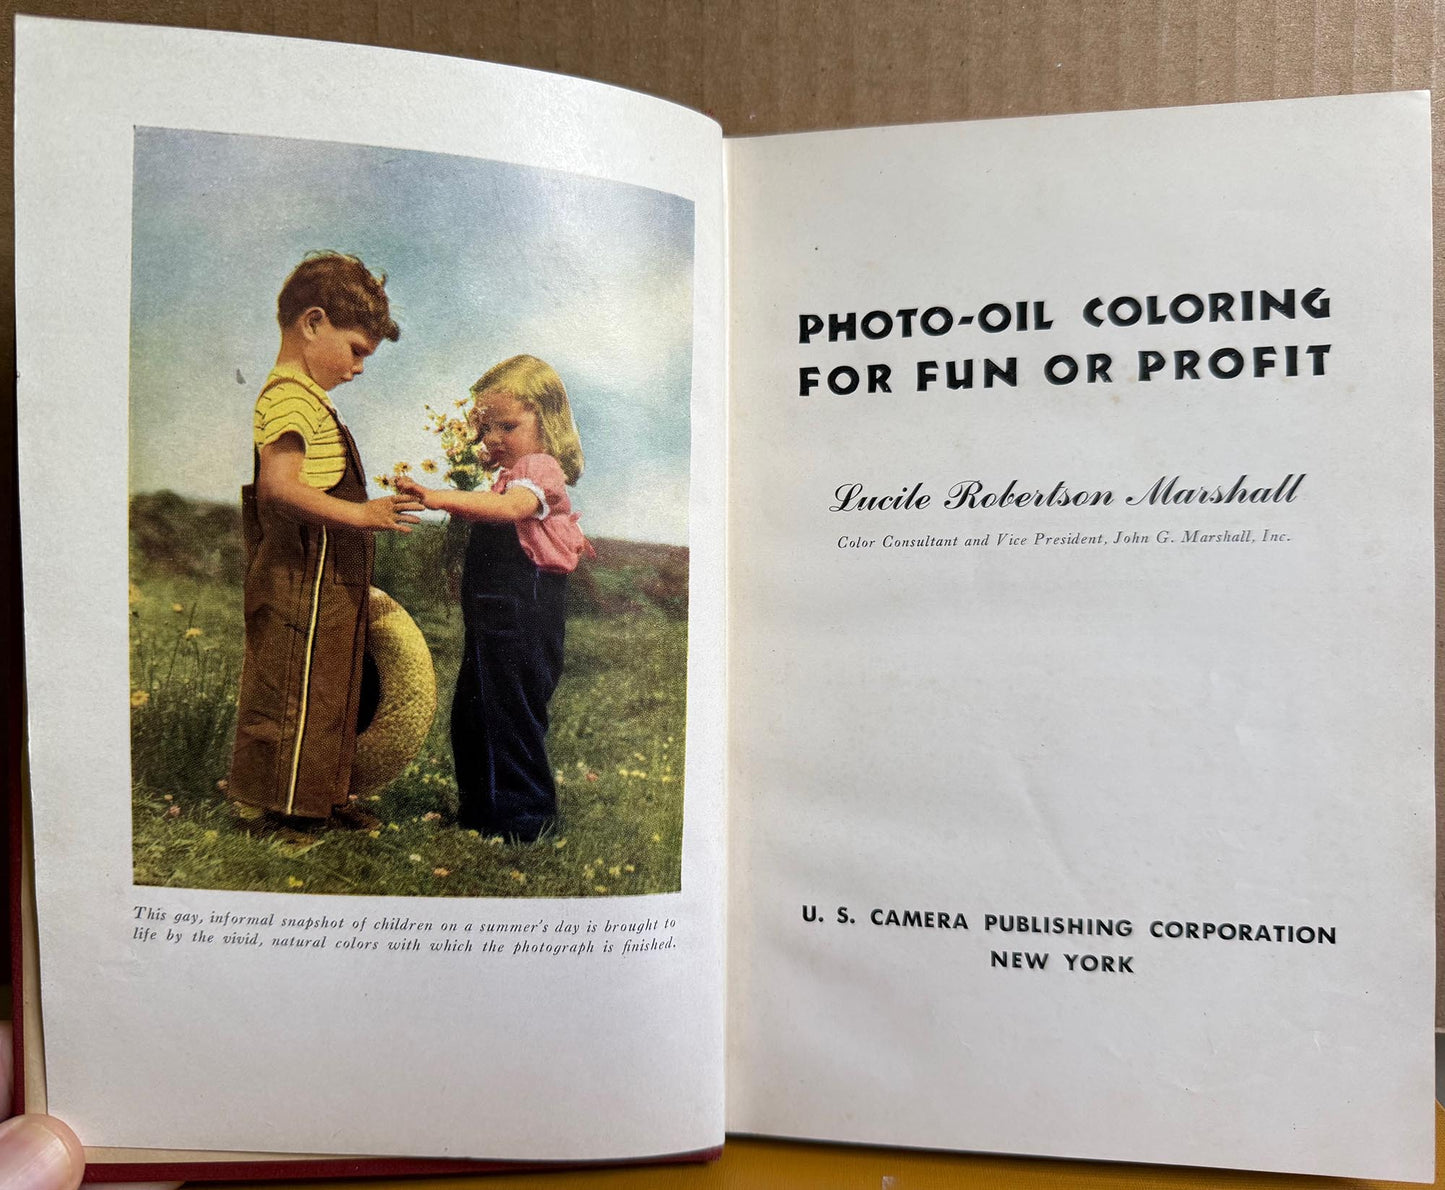 This gay, informal snapshot of children on a summer's day is brought to
life by the vivid, natural colors with which the photograph is finished.
PHOTO-OIL COLORING
FOR FUN OR PROFIT
Lucile Robertson Marshall
Color Consultant and Vice President, John G. Marshall, Inc.
U. S. CAMERA PUBLISHING CORPORATION
NEW YORK